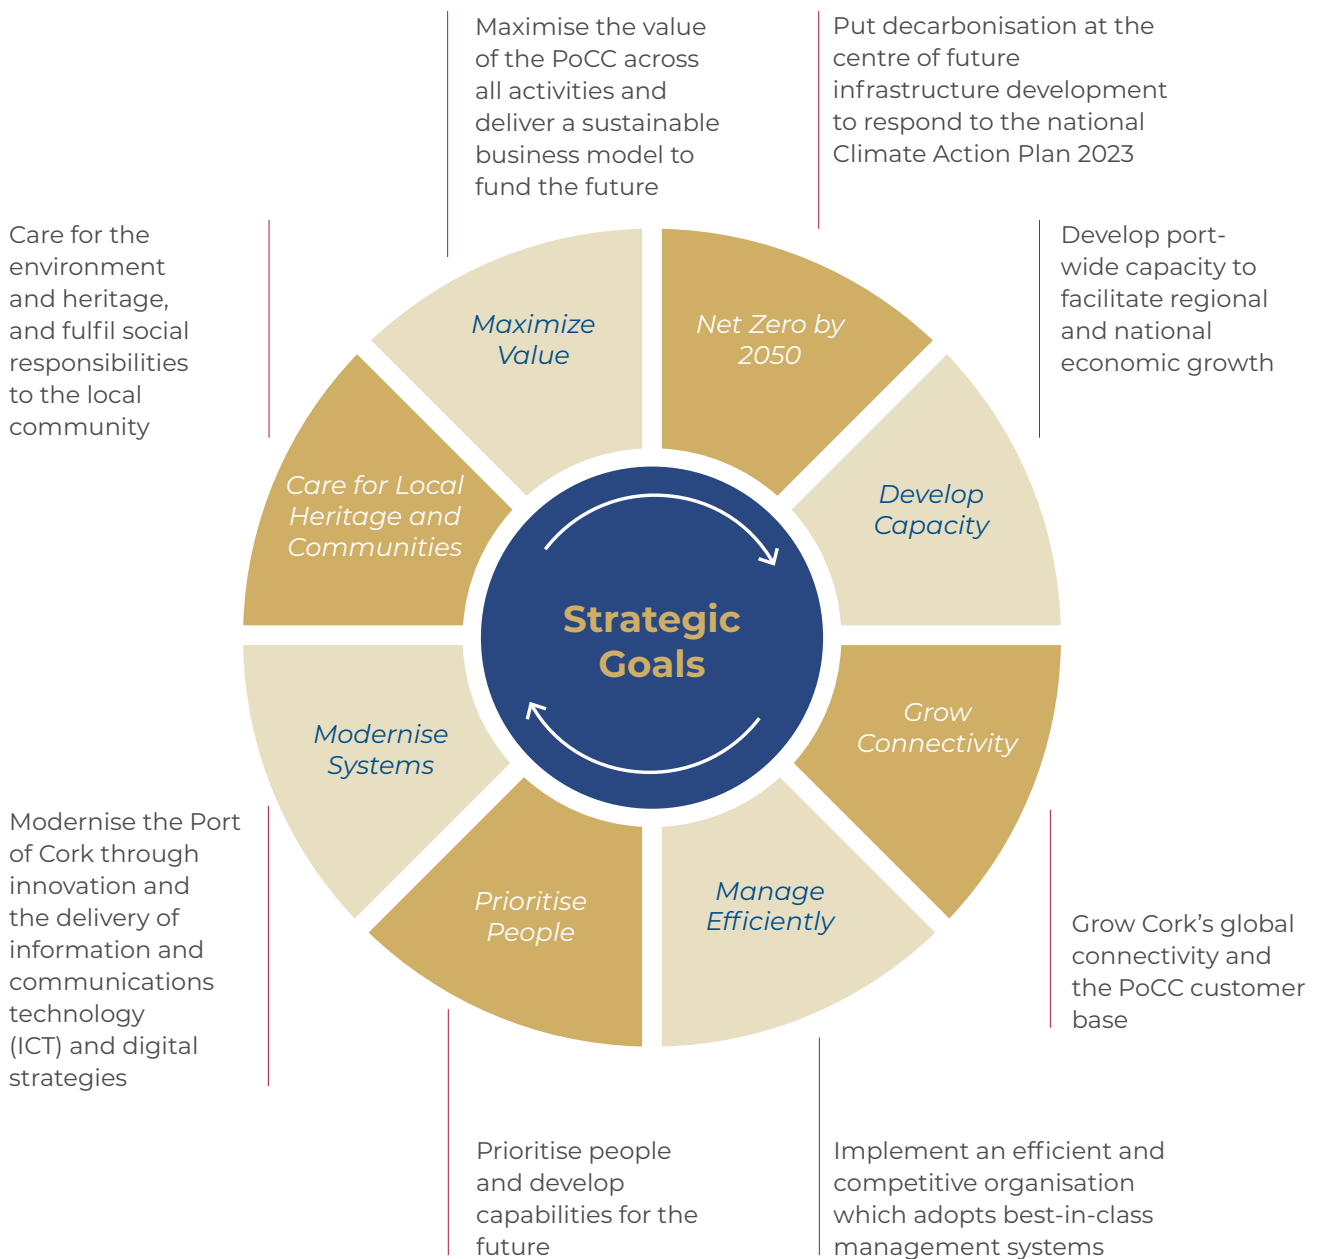 Maximise the value
of the PoCC across
all activities and
deliver a sustainable
business model to
fund the future
Put decarbonisation at the
centre of future
infrastructure development
to respond to the national
Climate Action Plan 2023
Care for the
environment
and heritage,
and fulfil social
responsibilities
to the local
community
Develop port-
wide capacity to
facilitate regional
and national
economic growth
Maximize
Value
Net Zero by
2050
Care for Local
Heritage and
Communities
Develop
Capacity
Strategic
Goals
Modernise
Systems
Grow
Connectivity
Prioritise
People
Manage
Efficiently
Modernise the Port
of Cork through
innovation and
the delivery of
information and
communications
technology
(ICT) and digital
strategies
Grow Cork’s global
connectivity and
the PoCC customer
base
Prioritise people
and develop
capabilities for the
future
Implement an efficient and
competitive organisation
which adopts best-in-class
management systems